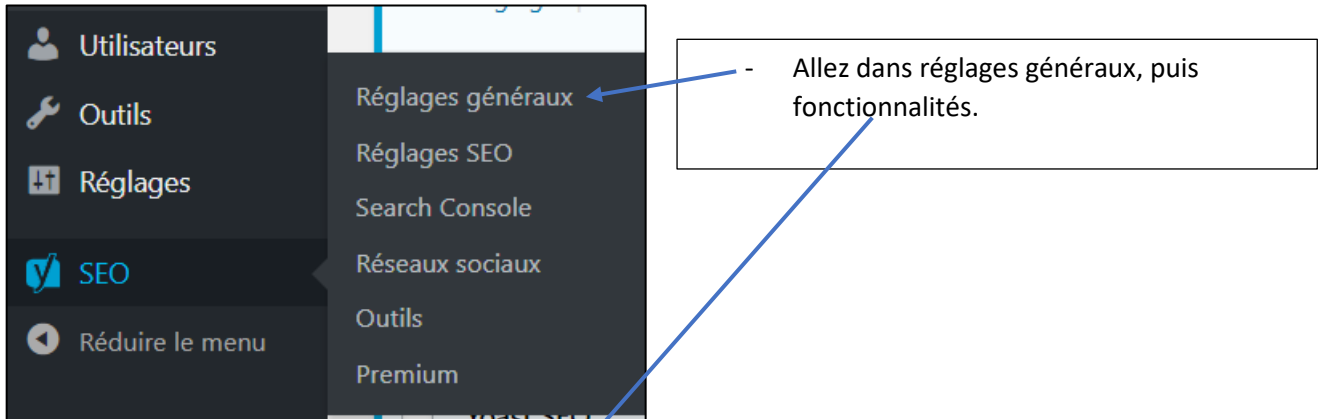 Utilisateurs
Outils
Réglages
SEO
Réduire le menu
Réglages généraux
Réglages SEO
Search Console
Réseaux sociaux
Outils
Premium
- Allez dans réglages généraux, puis
fonctionnalités.